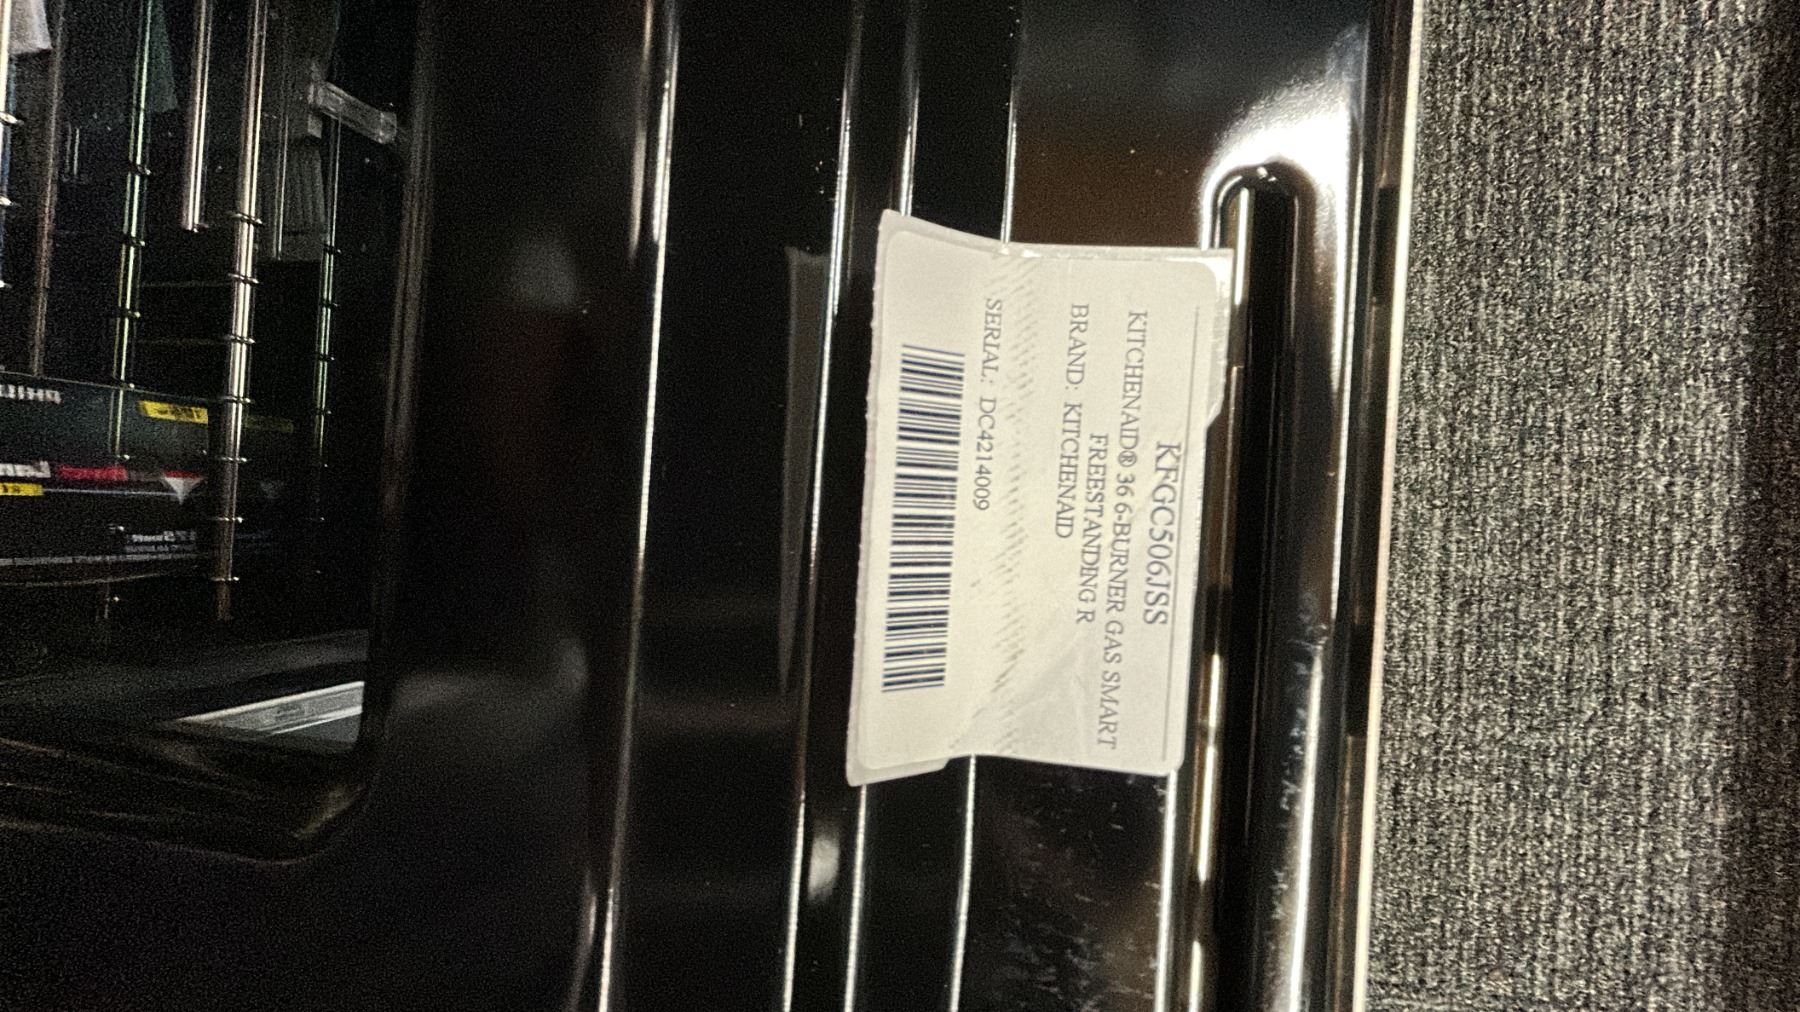 KFGC506JSS
KITCHENAID® 36 6-BURNER GAS SMART
FREESTANDING R
BRAND: KITCHENAID
SERIAL: DC4214009